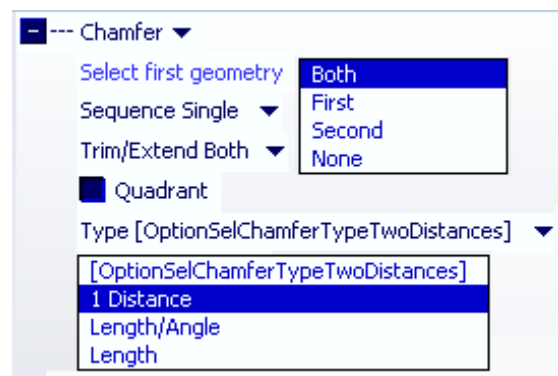 Chamfer
Select first geometry
Both
First
Second
None
Sequence Single
Trim/Extend Both
Quadrant
Type [OptionSelChamferTypeTwoDistances]
[OptionSelChamferTypeTwoDistances]
1 Distance
Length/Angle
Length